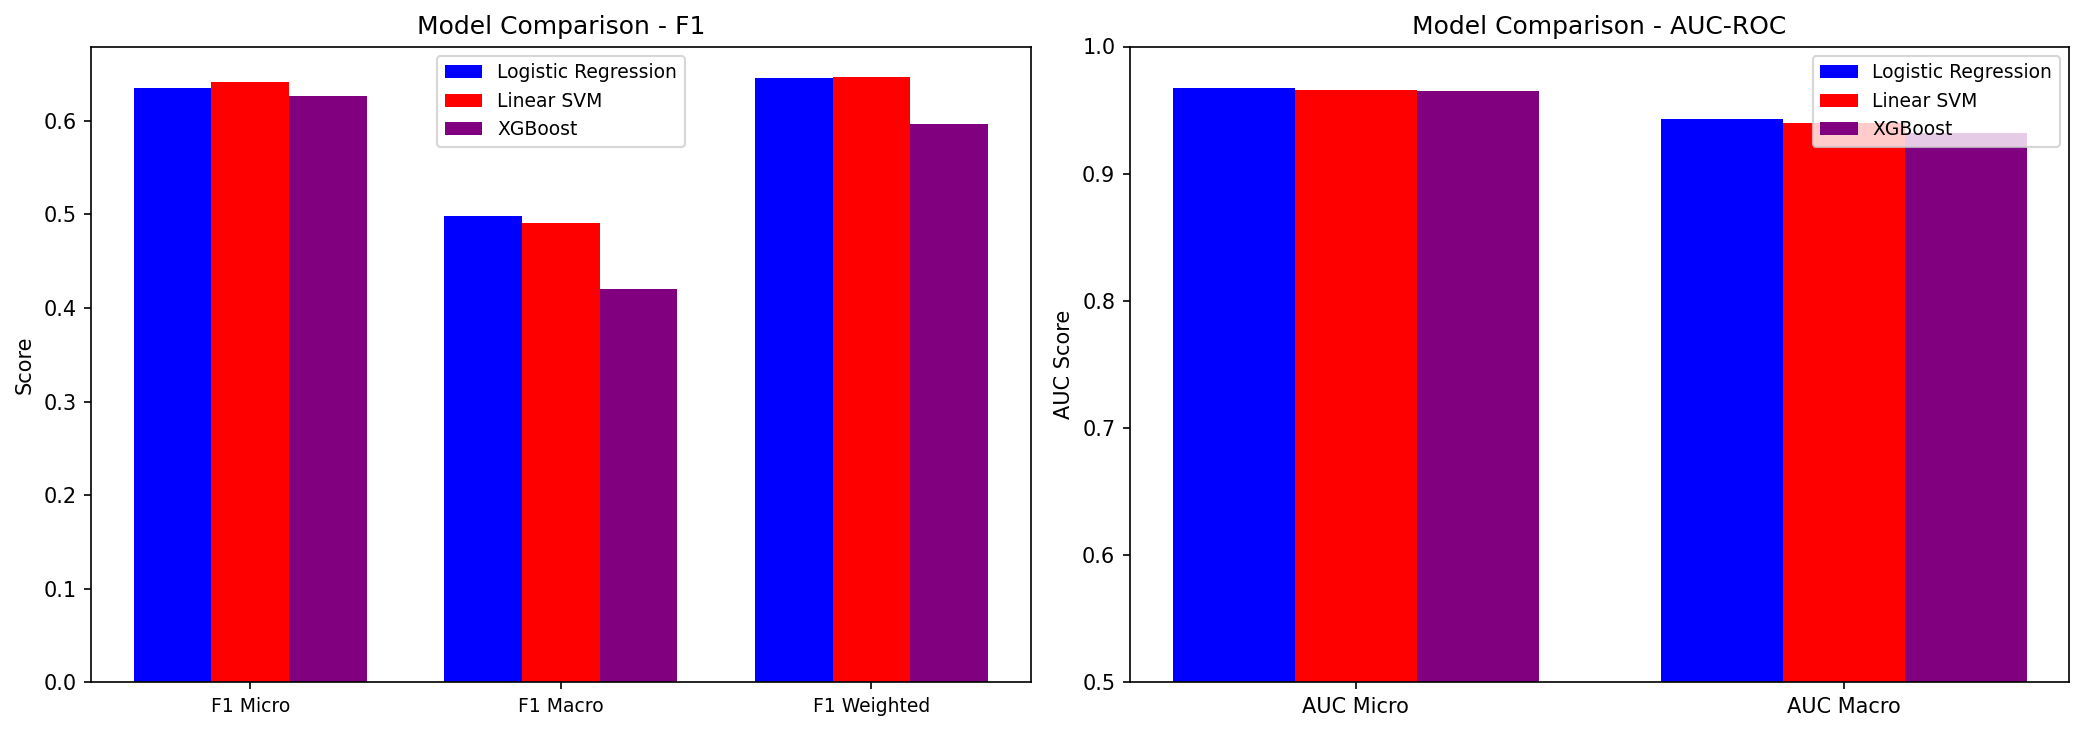 Model Comparison - F1
Score
0.6
0.5
0.4
0.3
0.2
0.1
0.0
Logistic Regression
Linear SVM
XGBoost
F1 Micro
F1 Macro
F1 Weighted
Model Comparison - AUC-ROC
AUC Score
1.0
0.9
0.8
0.7
0.6
0.5
Logistic Regression
Linear SVM
XGBoost
AUC Micro
AUC Macro